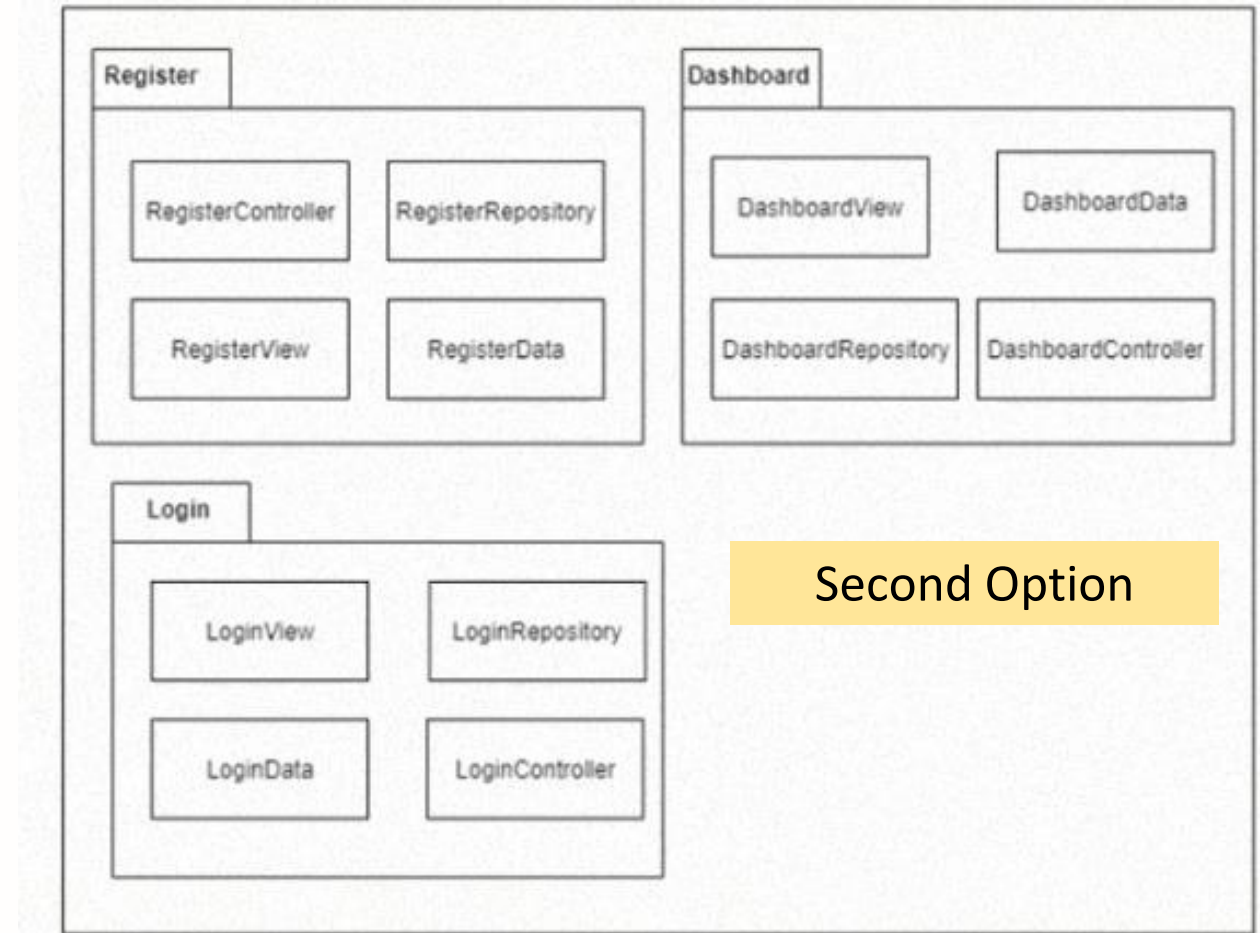 Register
RegisterController
RegisterRepository
RegisterView
RegisterData
Dashboard
DashboardView
DashboardData
DashboardRepository
DashboardController
Login
LoginView
LoginRepository
LoginData
LoginController
Second Option